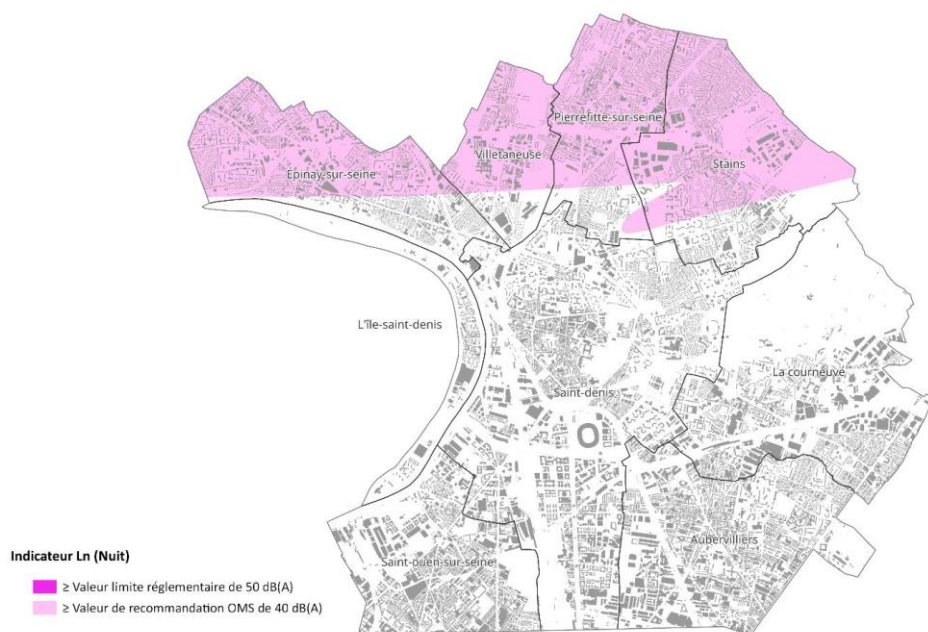 Pierrefitte-sur-seine
Villetaneuse
Stains
Épinay-sur-seine
L'île-saint-denis
La courneuve
Saint-denis
Aubervilliers
Saint-ouen-sur-seine
Indicateur Ln (Nuit)
≥ Valeur limite réglementaire de 50 dB(A)
≥ Valeur de recommandation OMS de 40 dB(A)